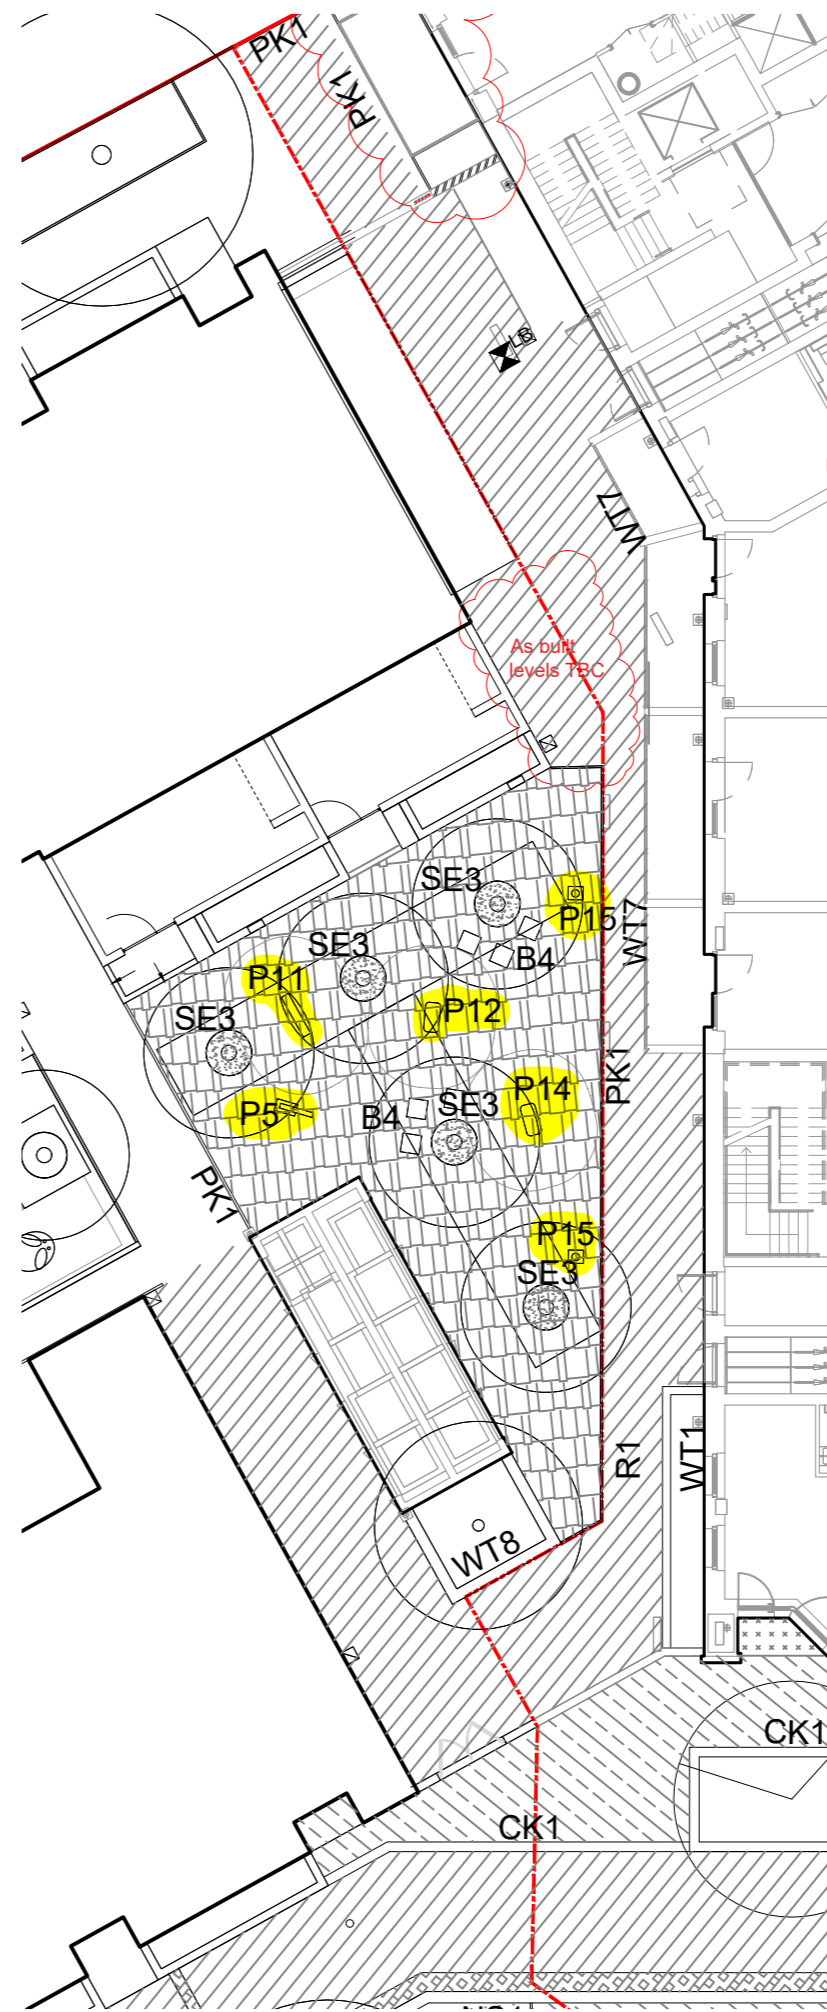 PK1
PK1
LB
WT7
As built
levels TBC
SE3
P15
WT7
SE3
B4
P11
P12
SE3
P14
PK1
SE3
P5
B4
PK1
P15
SE3
R1
WT1
WT8
CK1
CK1